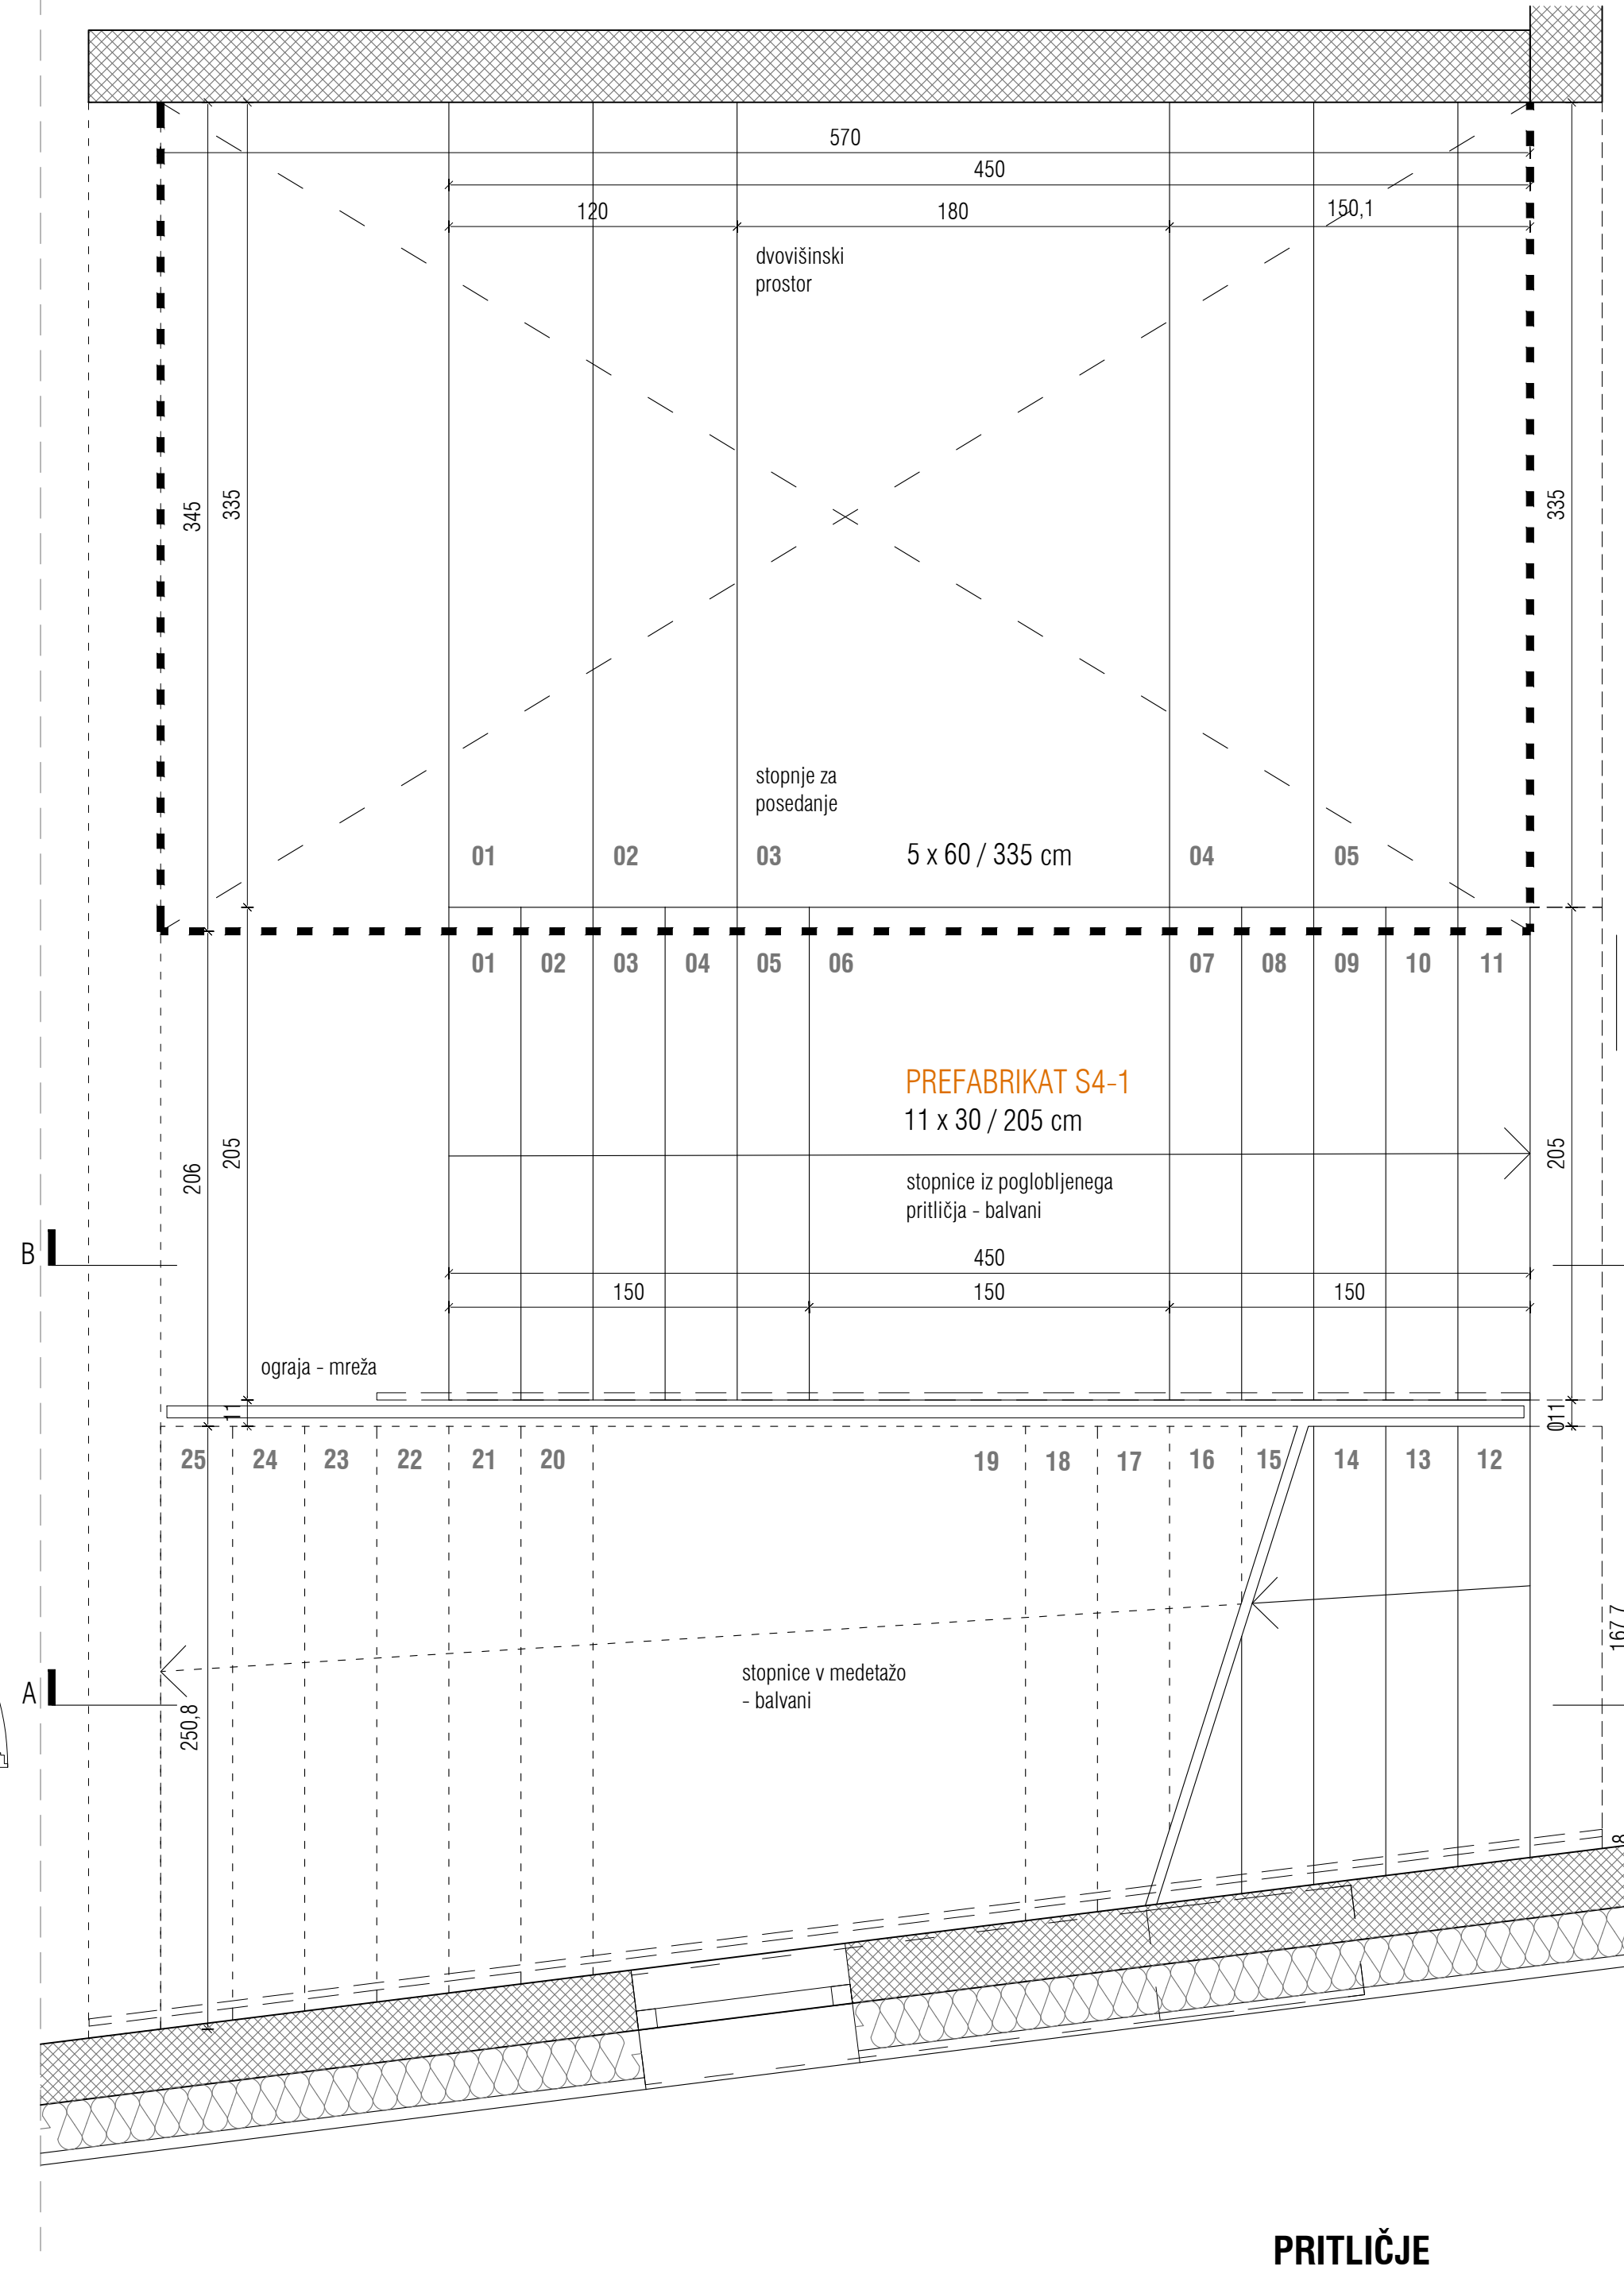 570
450
120 180 150,1
dvovišinski
prostor
345 335 335
stopnje za
posedanje
01 02 03 5 x 60 / 335 cm 04 05
01 02 03 04 05 06 07 08 09 10 11
PREFABRIKAT S4-1
11 x 30 / 205 cm
206 205 205
stopnice iz poglobljenega
pritličja - balvani
B
450
150 150 150
ograja - mreža
11 011
25 24 23 22 21 20 19 18 17 16 15 14 13 12
167,7
stopnice v medetažo
- balvani
A
250,8
8
PRITLIČJE